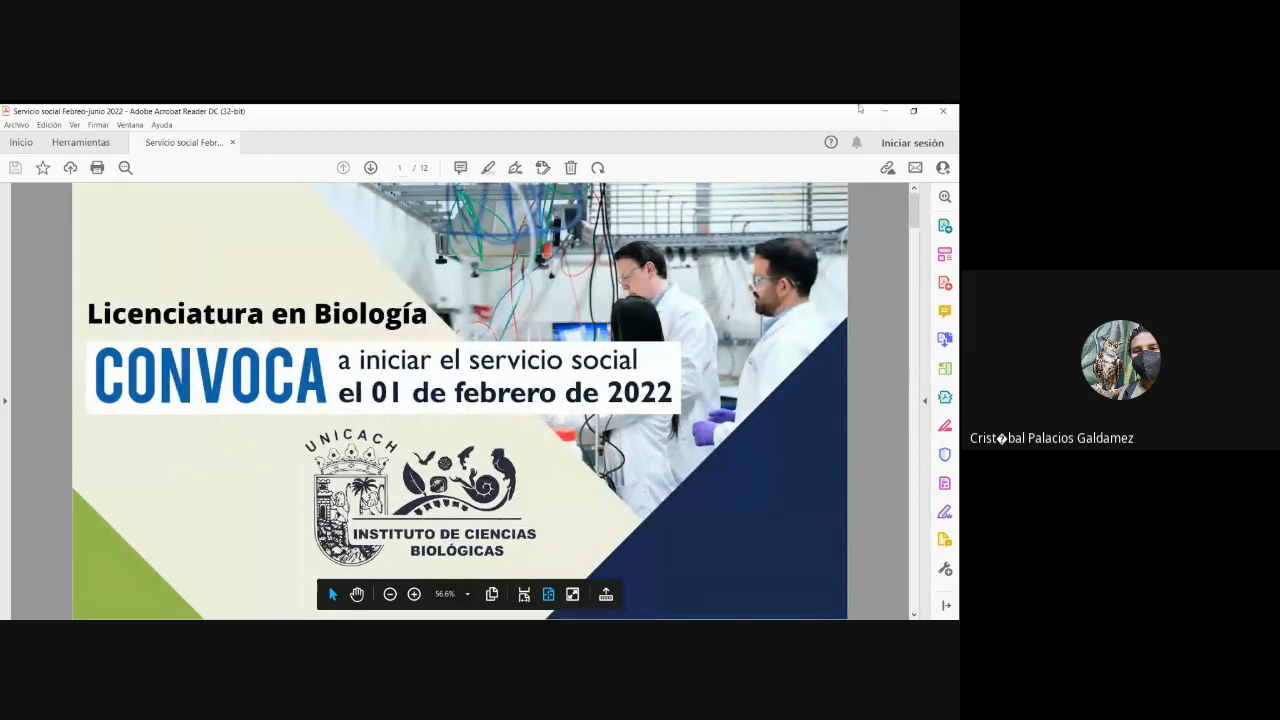 Servicio social Febreo-junio 2022 - Adobe Acrobat Reader DC (32-bit)
Archivo Edición Ver Firmar Ventana Ayuda
Inicio Herramientas Servicio social Febr... × Iniciar sesión
1 / 12
Licenciatura en Biología
CONVOCA a iniciar el servicio social
el 01 de febrero de 2022
UNICACH
INSTITUTO DE CIENCIAS
BIOLÓGICAS
56.6%
Crist�bal Palacios Galdamez